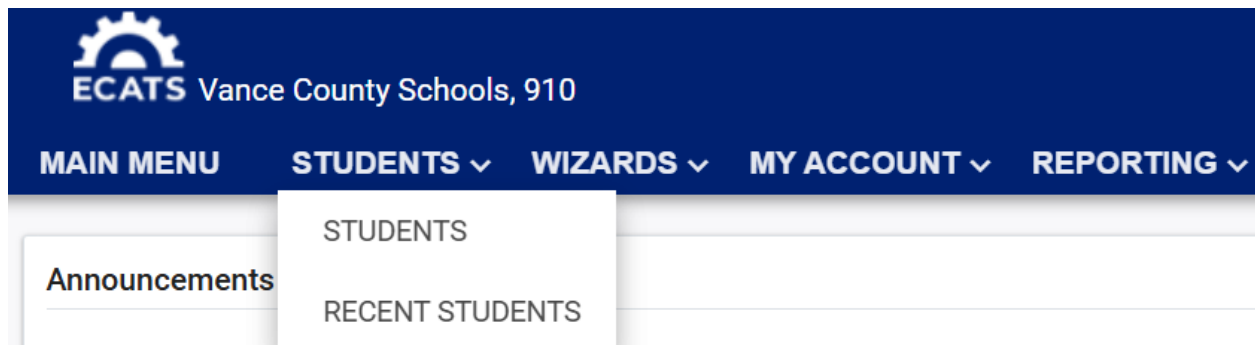 ECATS Vance County Schools, 910
MAIN MENU STUDENTS WIZARDS MY ACCOUNT REPORTING
STUDENTS
Announcements
RECENT STUDENTS